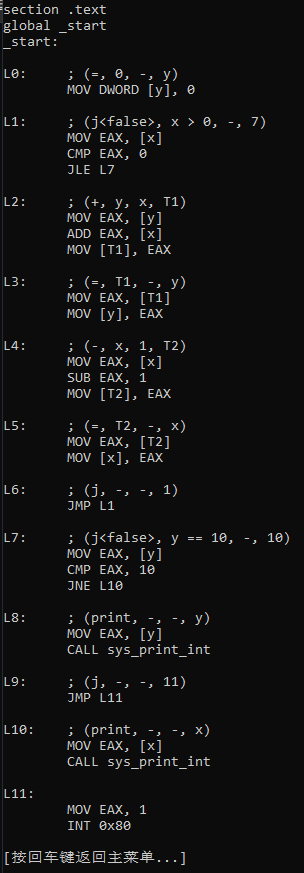 section .text
global _start
_start:
L0:     ; (=, 0, -, y)
        MOV DWORD [y], 0
L1:     ; (j<false>, x > 0, -, 7)
        MOV EAX, [x]
        CMP EAX, 0
        JLE L7
L2:     ; (+, y, x, T1)
        MOV EAX, [y]
        ADD EAX, [x]
        MOV [T1], EAX
L3:     ; (=, T1, -, y)
        MOV EAX, [T1]
        MOV [y], EAX
L4:     ; (-, x, 1, T2)
        MOV EAX, [x]
        SUB EAX, 1
        MOV [T2], EAX
L5:     ; (=, T2, -, x)
        MOV EAX, [T2]
        MOV [x], EAX
L6:     ; (j, -, -, 1)
        JMP L1
L7:     ; (j<false>, y == 10, -, 10)
        MOV EAX, [y]
        CMP EAX, 10
        JNE L10
L8:     ; (print, -, -, y)
        MOV EAX, [y]
        CALL sys_print_int
L9:     ; (j, -, -, 11)
        JMP L11
L10:    ; (print, -, -, x)
        MOV EAX, [x]
        CALL sys_print_int
L11:
        MOV EAX, 1
        INT 0x80
[按回车键返回主菜单...]